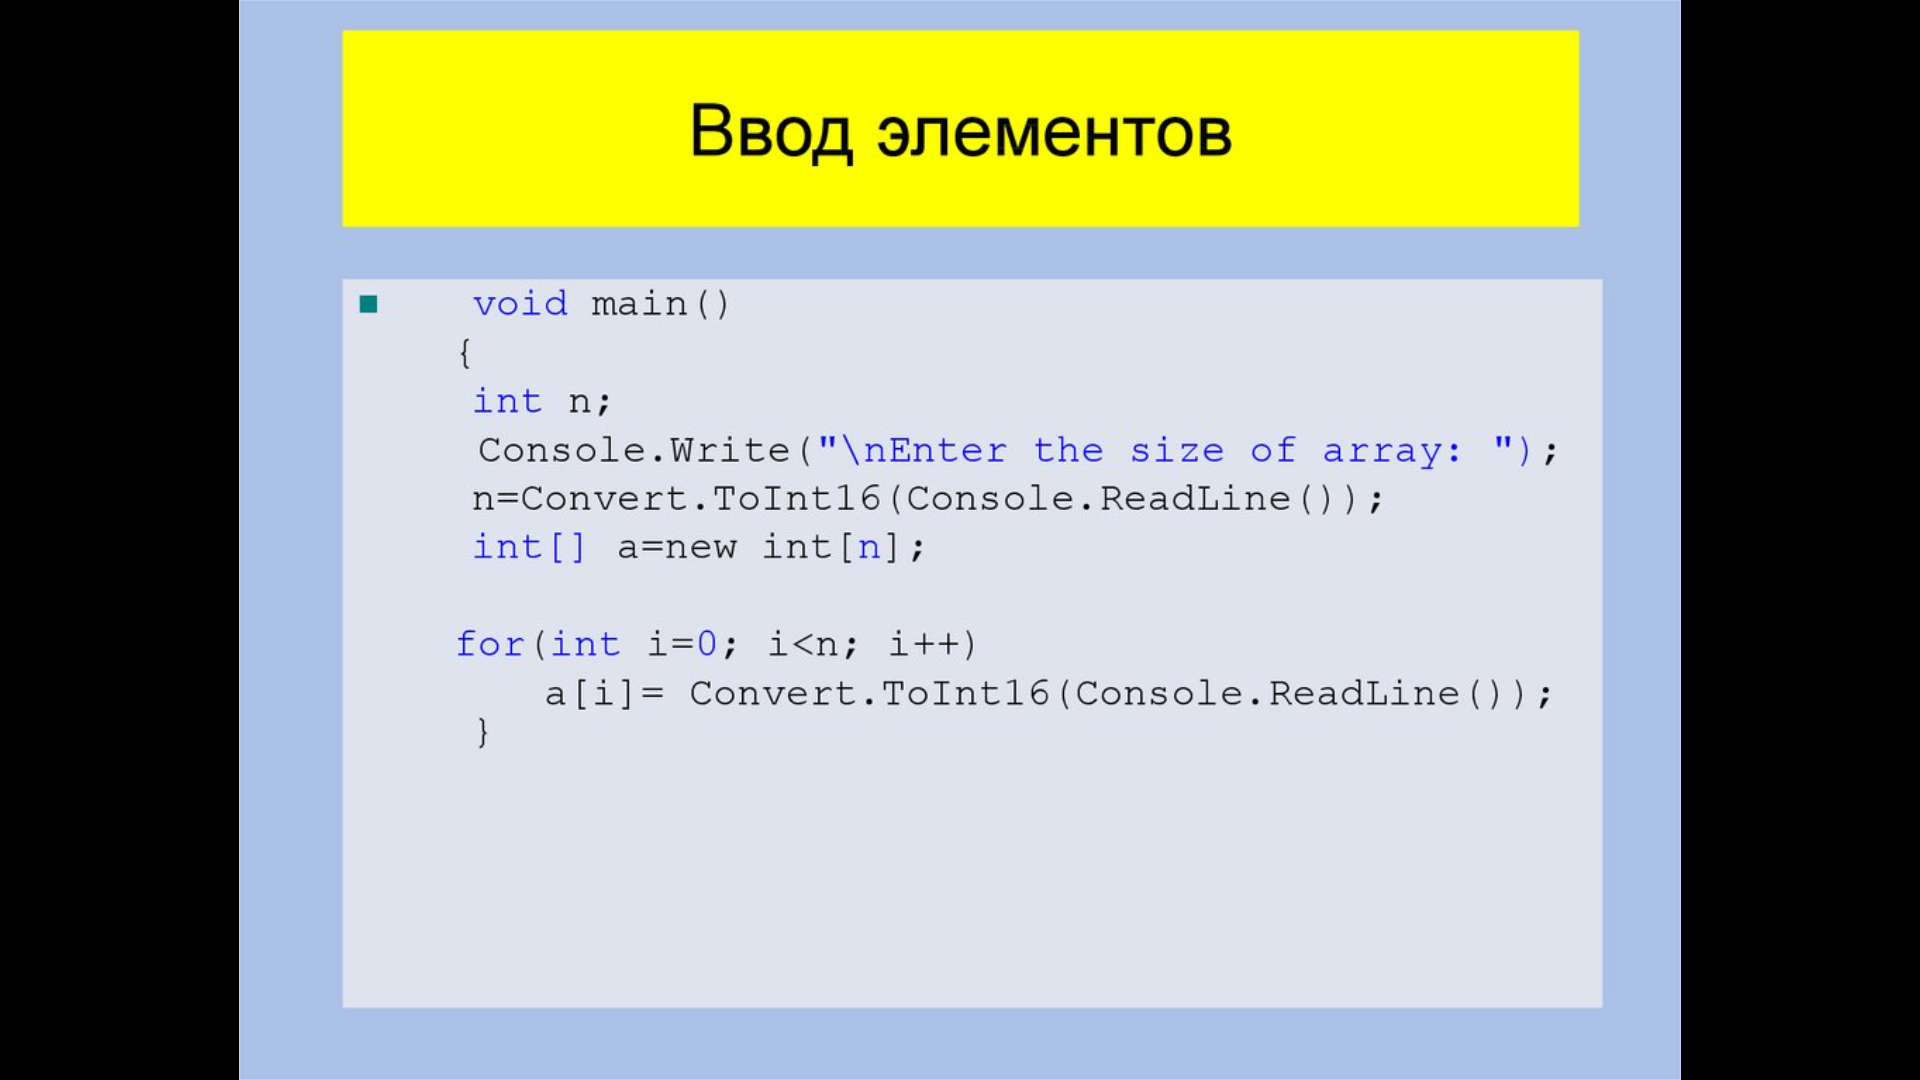 Ввод элементов
void main()
{
int n;
Console.Write("\nEnter the size of array: ");
n=Convert.ToInt16(Console.ReadLine());
int[] a=new int[n];
for(int i=0; i<n; i++)
a[i]= Convert.ToInt16(Console.ReadLine());
}